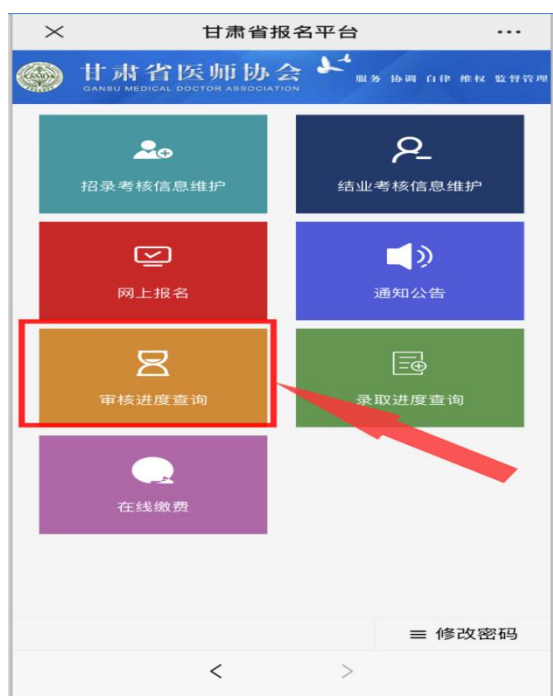 甘肃省报名平台
甘肃省医师协会
GANSU MEDICAL DOCTOR ASSOCIATION
服务 协调 自律 维权 监督管理
招录考核信息维护
结业考核信息维护
网上报名
通知公告
审核进度查询
录取进度查询
在线缴费
修改密码